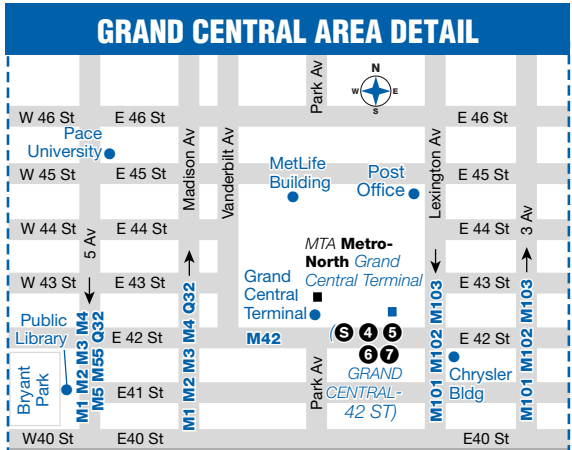 GRAND CENTRAL AREA DETAIL
Park Av
N
W
E
S
W 46 St
E 46 St
E 46 St
Pace
University
Madison Av
Vanderbilt Av
Lexington Av
MetLife
Building
Post
Office
W 45 St
E 45 St
E 45 St
W 44 St
E 44 St
E 44 St
5 Av
3 Av
MTA Metro-
North Grand
Central Terminal
W 43 St
E 43 St
E 43 St
Grand
Central
Terminal
M1 M2 M3 M4
M5 M55 Q32
M1 M2 M3 M4 Q32
M101 M102 M103
M101 M102 M103
Public
Library
E 42 St
M42
(S 4 5
6 7
GRAND
CENTRAL-
42 ST)
E 42 St
Chrysler
Bldg
Bryant
Park
E41 St
Park Av
W40 St
E40 St
E40 St